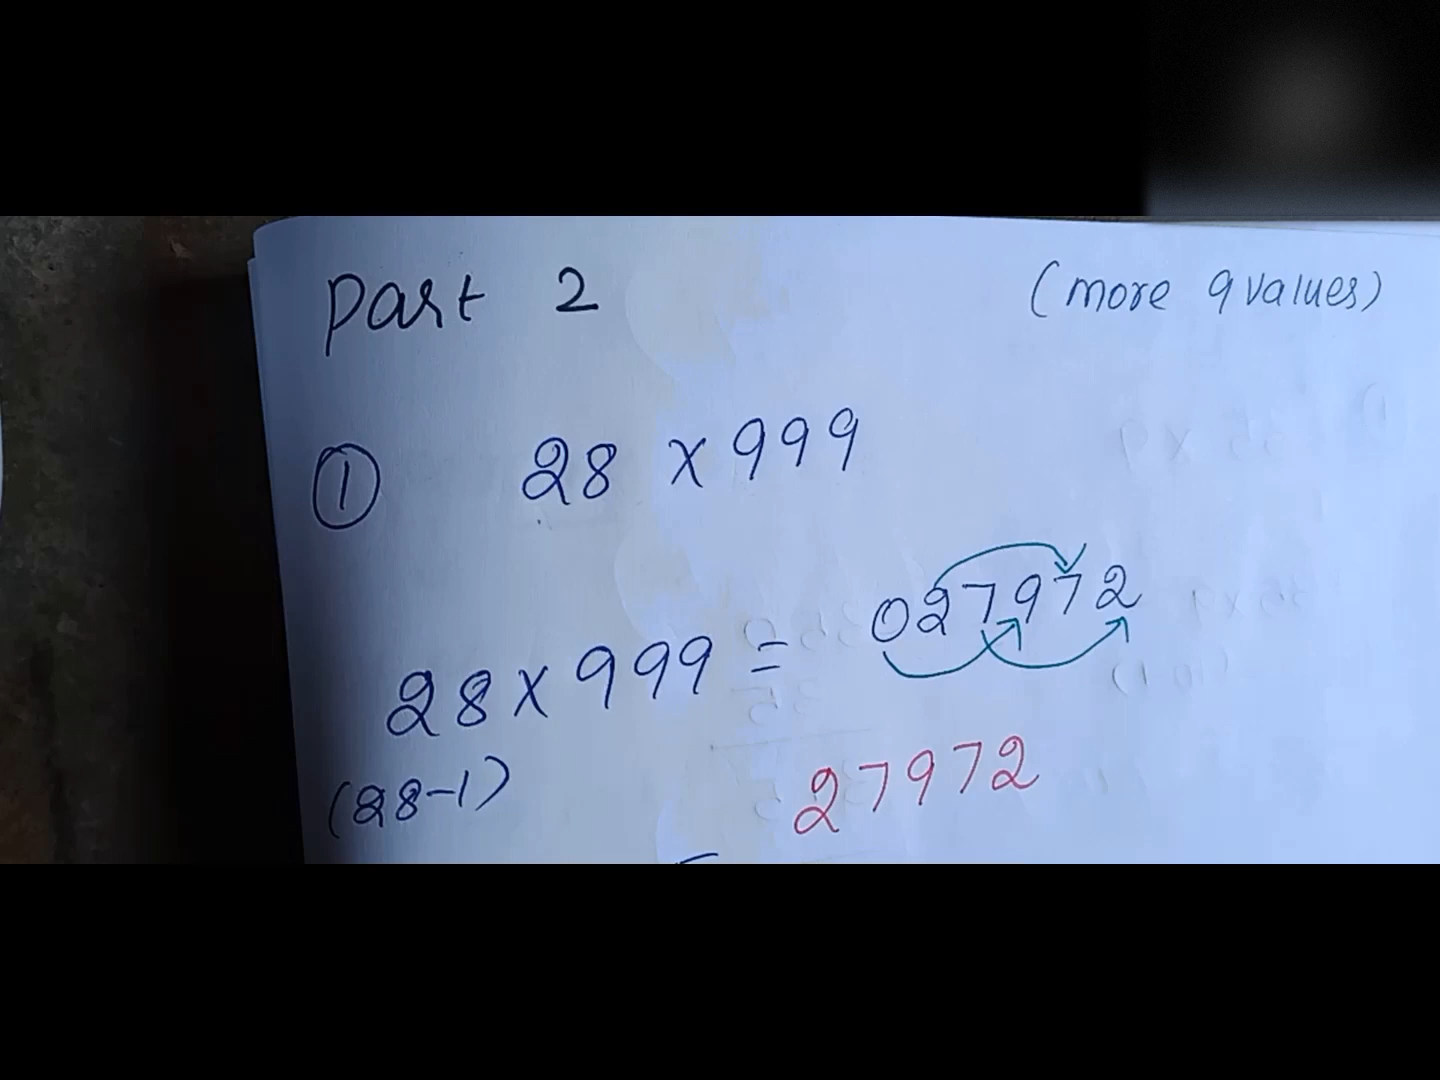 Part 2
(more 9 values)
① 28 x 999
28 x 999 = 027972
(28-1)
27972